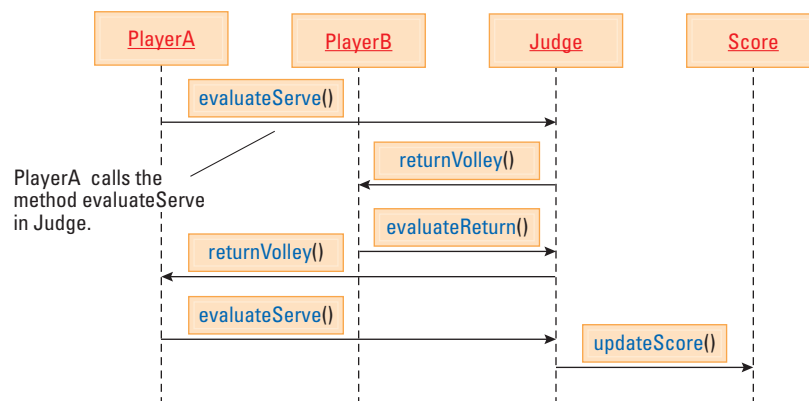 PlayerA
PlayerB
Judge
Score
evaluateServe()
PlayerA calls the
method evaluateServe
in Judge.
returnVolley()
evaluateReturn()
returnVolley()
evaluateServe()
updateScore()